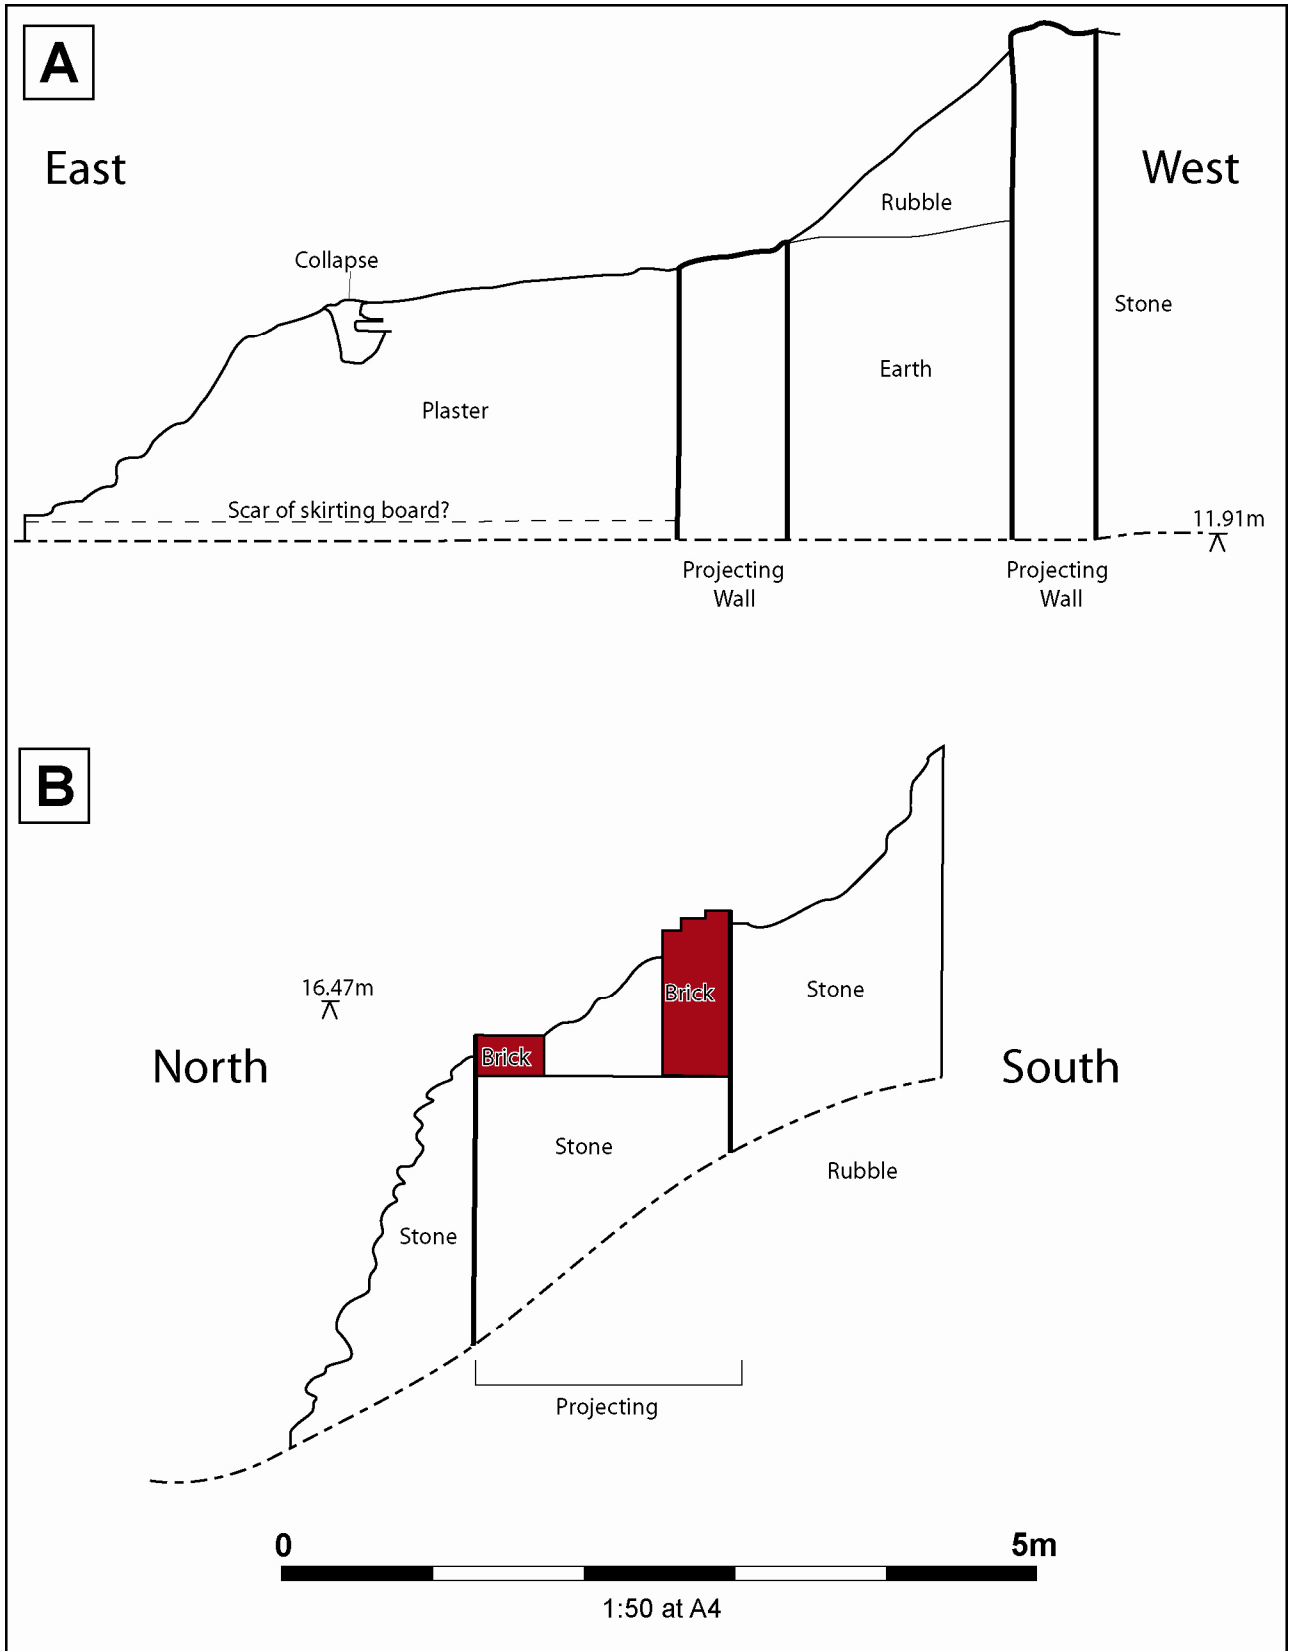 A
East
West
Collapse
Rubble
Stone
Earth
Plaster
Scar of skirting board?
11.91m
Projecting
Wall
Projecting
Wall
B
16.47m
Brick
Stone
North
Brick
South
Stone
Rubble
Stone
Projecting
0
5m
1:50 at A4